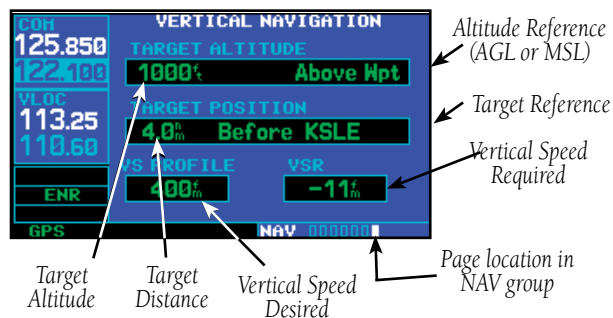 COM
125.850
122.100
VLOC
113.25
110.60
ENR
GPS
VERTICAL NAVIGATION
TARGET ALTITUDE
1000ft Above Wpt
TARGET POSITION
4.0nm Before KSLE
VS PROFILE VSR
400fm -11fm
NAV
Altitude Reference
(AGL or MSL)
Target Reference
Vertical Speed
Required
Page location in
NAV group
Target
Altitude
Target
Distance
Vertical Speed
Desired